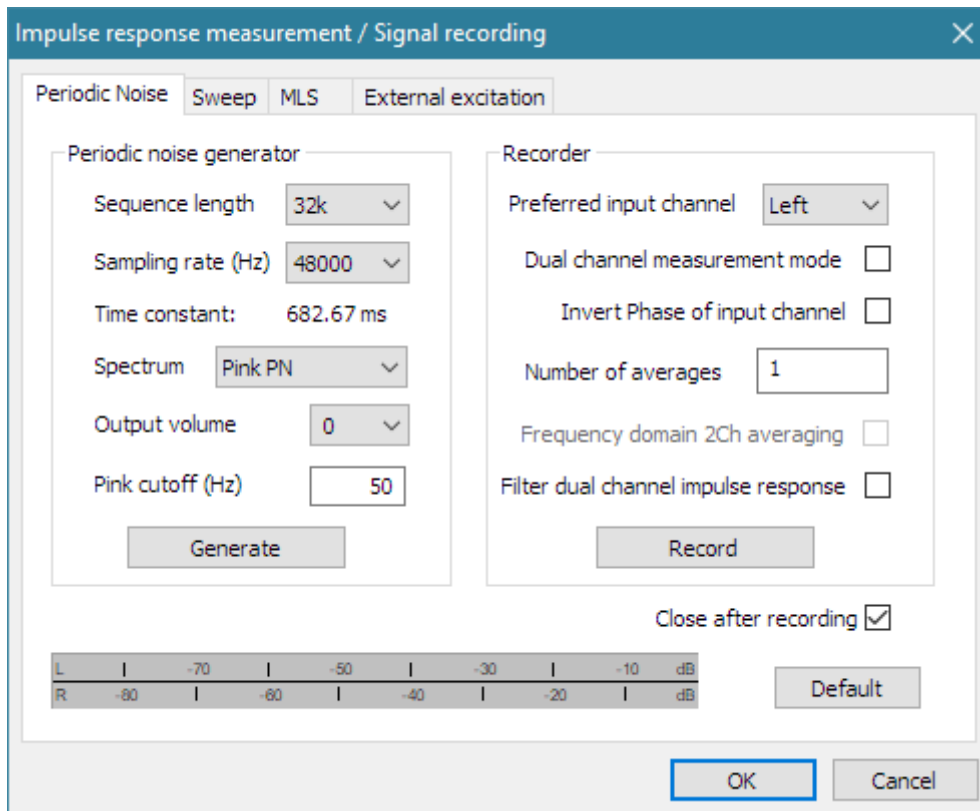 Impulse response measurement / Signal recording
Periodic Noise Sweep MLS External excitation
Periodic noise generator
Sequence length 32k
Sampling rate (Hz) 48000
Time constant: 682.67 ms
Spectrum Pink PN
Output volume 0
Pink cutoff (Hz) 50
Generate
Recorder
Preferred input channel Left
Dual channel measurement mode
Invert Phase of input channel
Number of averages 1
Frequency domain 2Ch averaging
Filter dual channel impulse response
Record
Close after recording
L -70 -50 -30 -10 dB
R -80 -60 -40 -20 dB
Default
OK Cancel